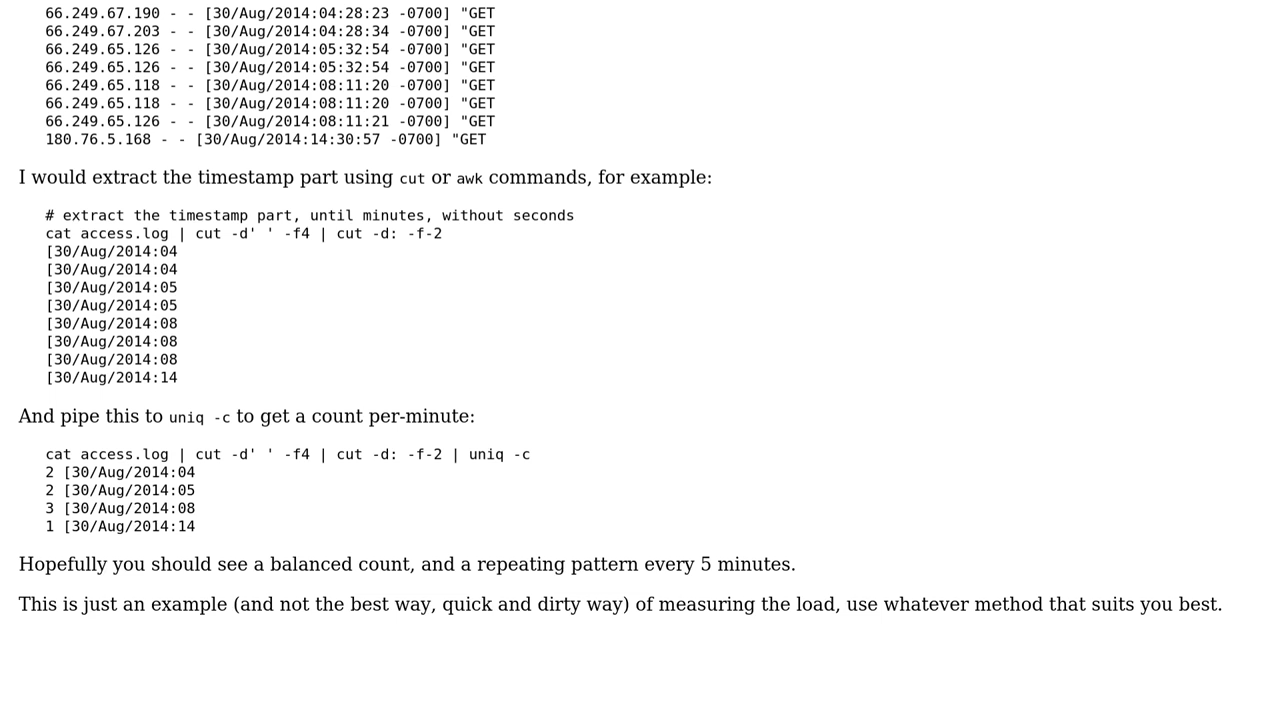 66.249.67.190 - - [30/Aug/2014:04:28:23 -0700] "GET
66.249.67.203 - - [30/Aug/2014:04:28:34 -0700] "GET
66.249.65.126 - - [30/Aug/2014:05:32:54 -0700] "GET
66.249.65.126 - - [30/Aug/2014:05:32:54 -0700] "GET
66.249.65.118 - - [30/Aug/2014:08:11:20 -0700] "GET
66.249.65.118 - - [30/Aug/2014:08:11:20 -0700] "GET
66.249.65.126 - - [30/Aug/2014:08:11:21 -0700] "GET
180.76.5.168 - - [30/Aug/2014:14:30:57 -0700] "GET
I would extract the timestamp part using cut or awk commands, for example:
# extract the timestamp part, until minutes, without seconds
cat access.log | cut -d' ' -f4 | cut -d: -f-2
[30/Aug/2014:04
[30/Aug/2014:04
[30/Aug/2014:05
[30/Aug/2014:05
[30/Aug/2014:08
[30/Aug/2014:08
[30/Aug/2014:08
[30/Aug/2014:14
And pipe this to uniq -c to get a count per-minute:
cat access.log | cut -d' ' -f4 | cut -d: -f-2 | uniq -c
2 [30/Aug/2014:04
2 [30/Aug/2014:05
3 [30/Aug/2014:08
1 [30/Aug/2014:14
Hopefully you should see a balanced count, and a repeating pattern every 5 minutes.
This is just an example (and not the best way, quick and dirty way) of measuring the load, use whatever method that suits you best.